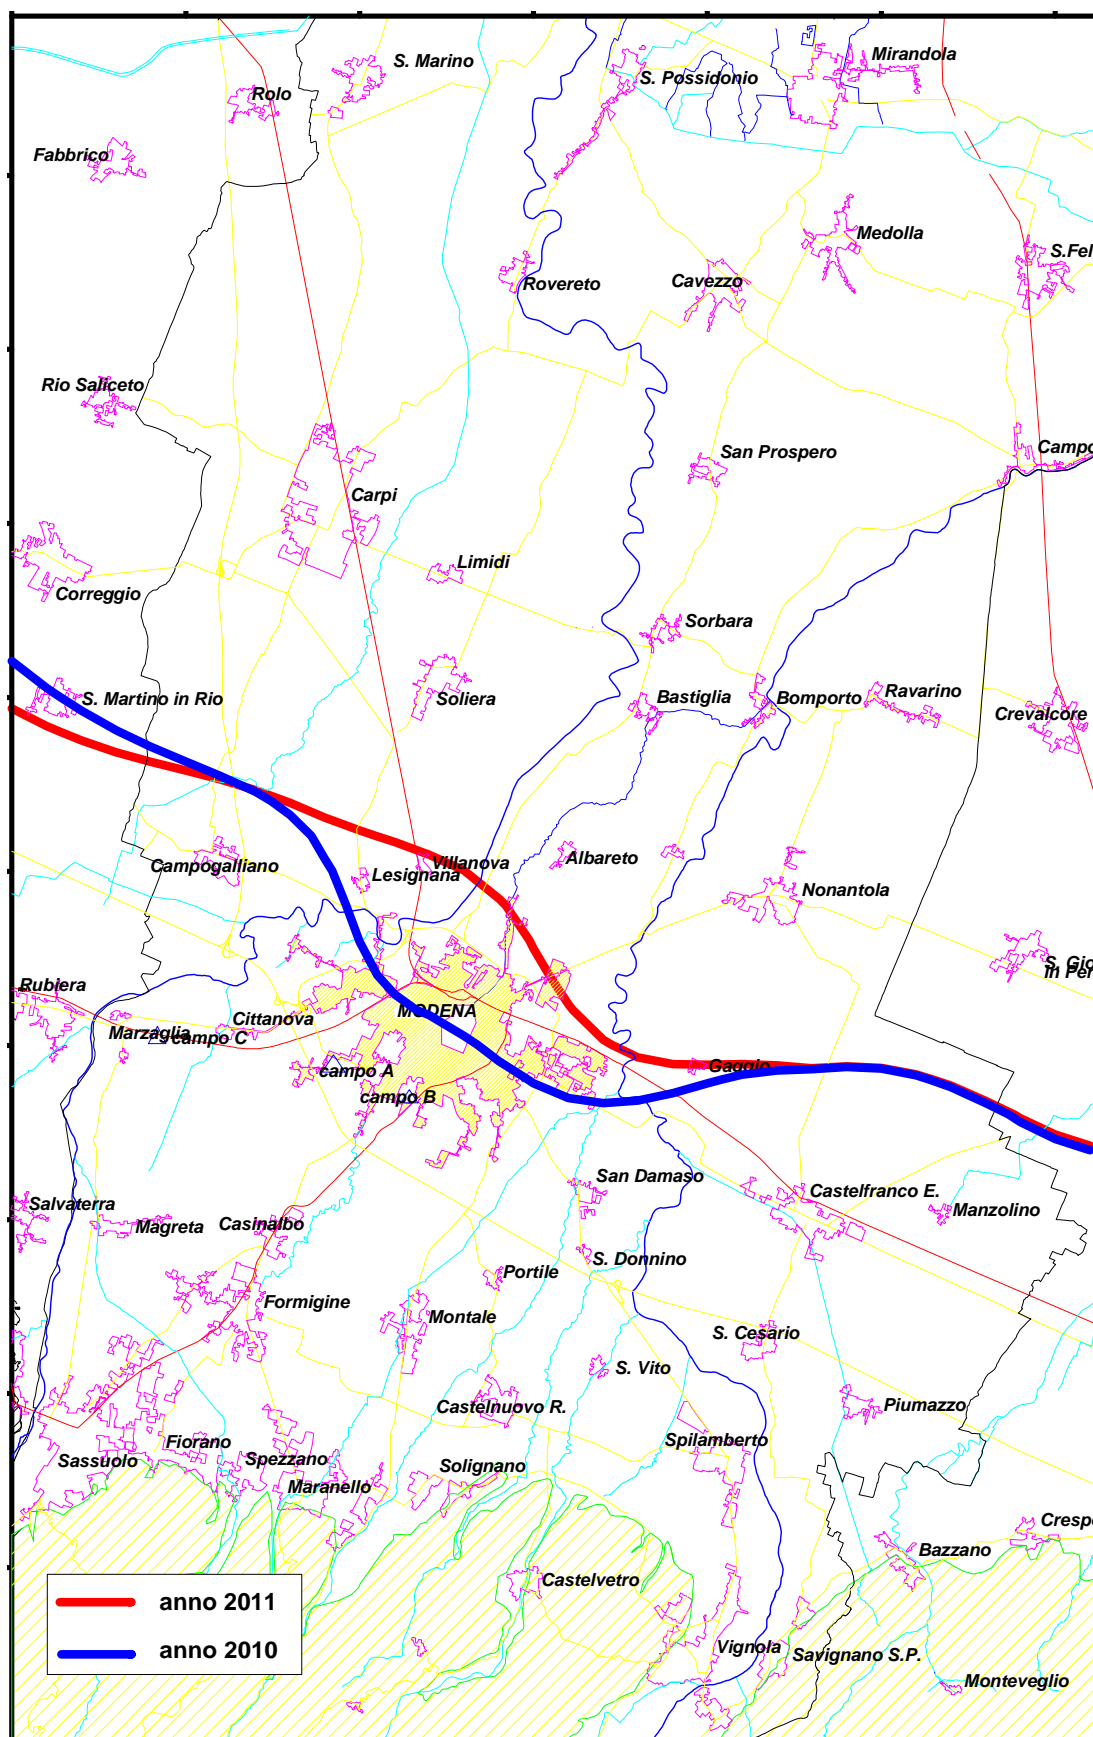 S. Marino
Mirandola
S. Possidonio
Rolo
Fabbrico
Medolla
S.Fel
Rovereto
Cavezzo
Rio Saliceto
San Prospero
Campo
Carpi
Limidi
Correggio
Sorbara
S. Martino in Rio
Soliera
Bastiglia
Bomporto
Ravarino
Crevalcore
Campogalliano
Lesignana
Villanova
Albareto
Nonantola
S. Gio
in Per
Rubiera
Marzaglia
campo C
Cittanova
MODENA
campo A
campo B
Gaggio
San Damaso
Castelfranco E.
Manzolino
Salvaterra
Magreta
Casinalbo
S. Donnino
Portile
Formigine
Montale
S. Cesario
S. Vito
Castelnuovo R.
Piumazzo
Spilamberto
Fiorano
Sassuolo
Spezzano
Maranello
Solignano
Crespe
Bazzano
Castelvetro
anno 2011
anno 2010
Vignola
Savignano S.P.
Monteveglio